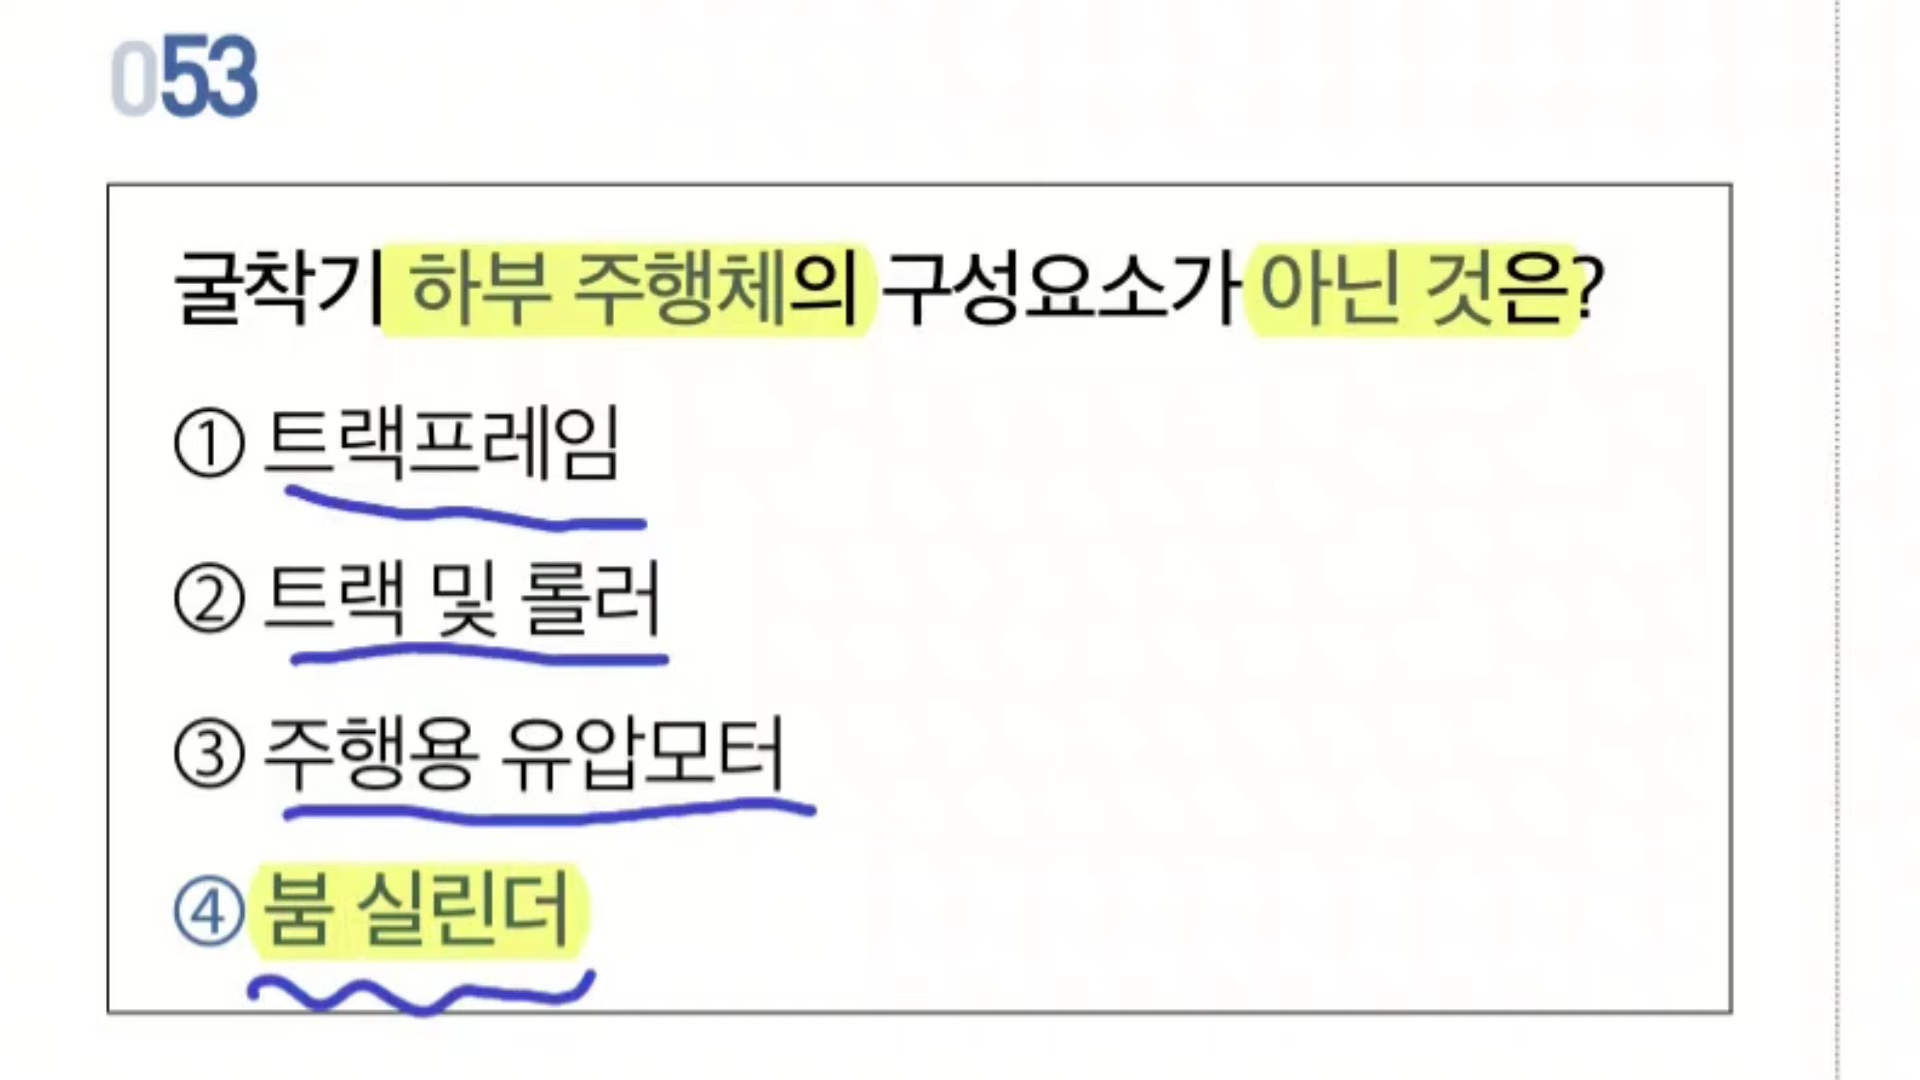 053
굴착기 하부 주행체의 구성요소가 아닌 것은?
① 트랙프레임
② 트랙 및 롤러
③ 주행용 유압모터
④ 붐 실린더